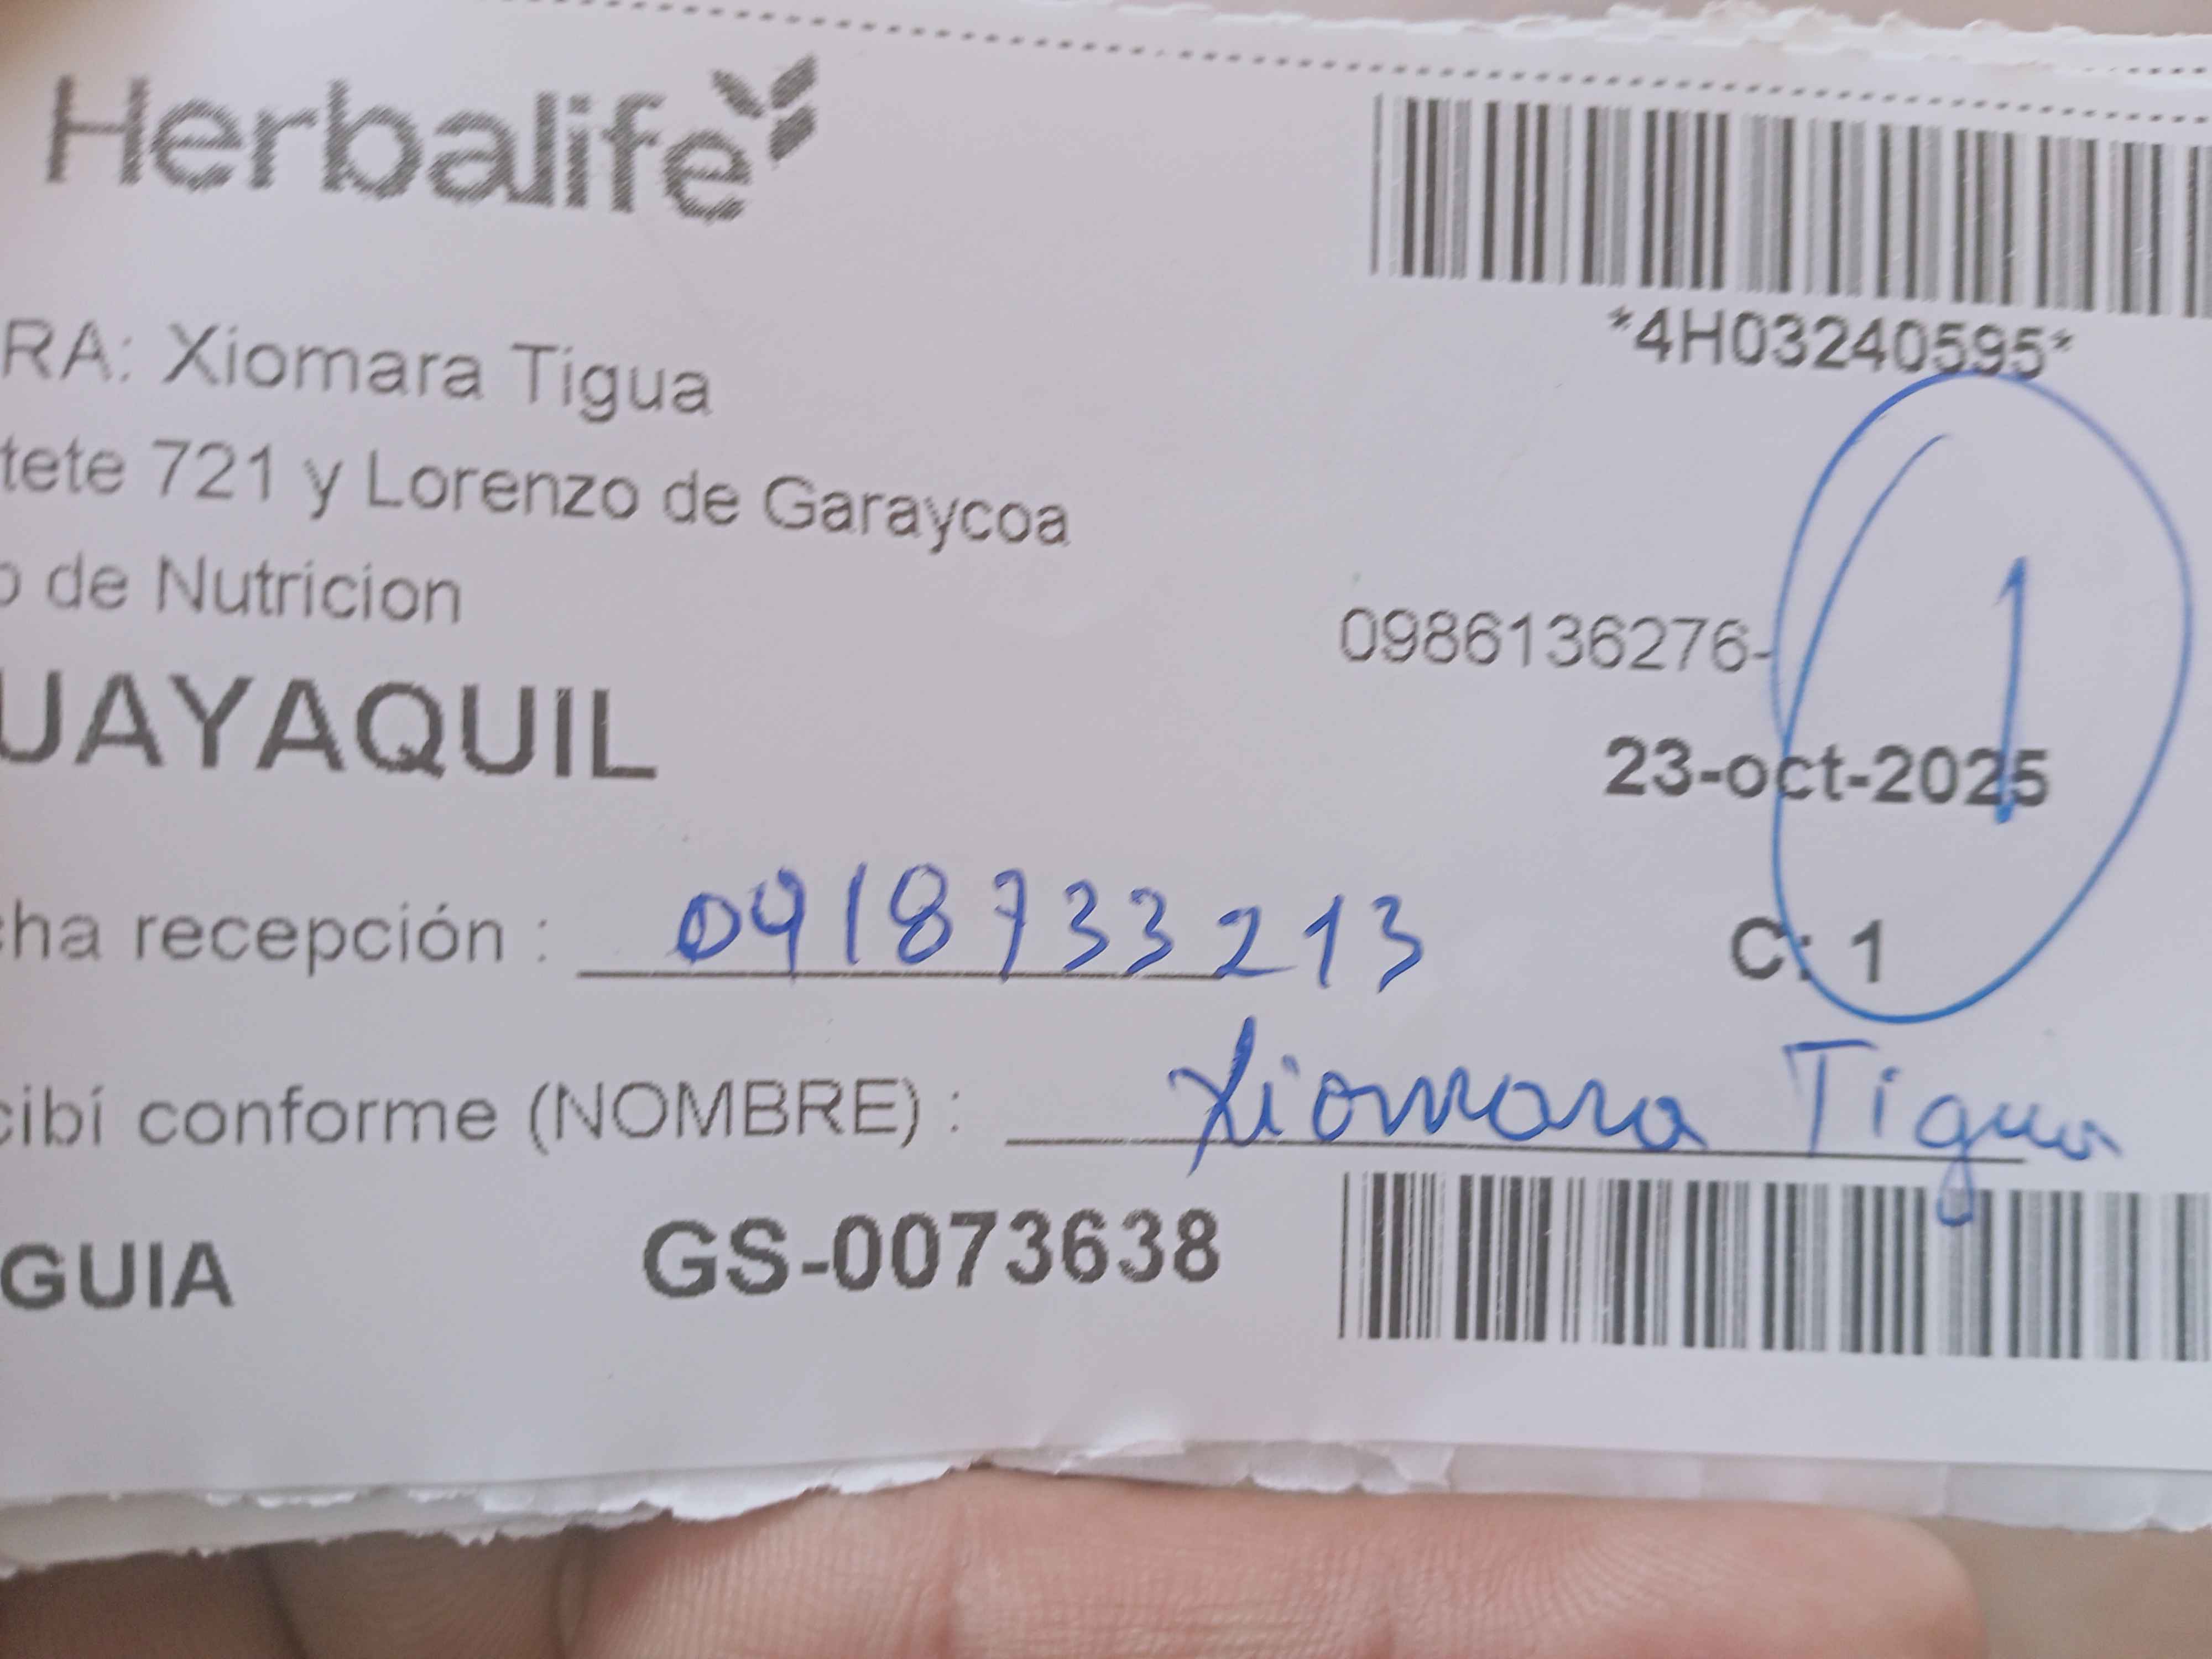 Herbalife
*4H03240595*
RA: Xiomara Tigua
tete 721 y Lorenzo de Garaycoa
o de Nutricion
0986136276-
UAYAQUIL
23-oct-2025
1
cha recepción : 0918733213
C: 1
cibí conforme (NOMBRE) : Xiomara Tigua
GUIA GS-0073638